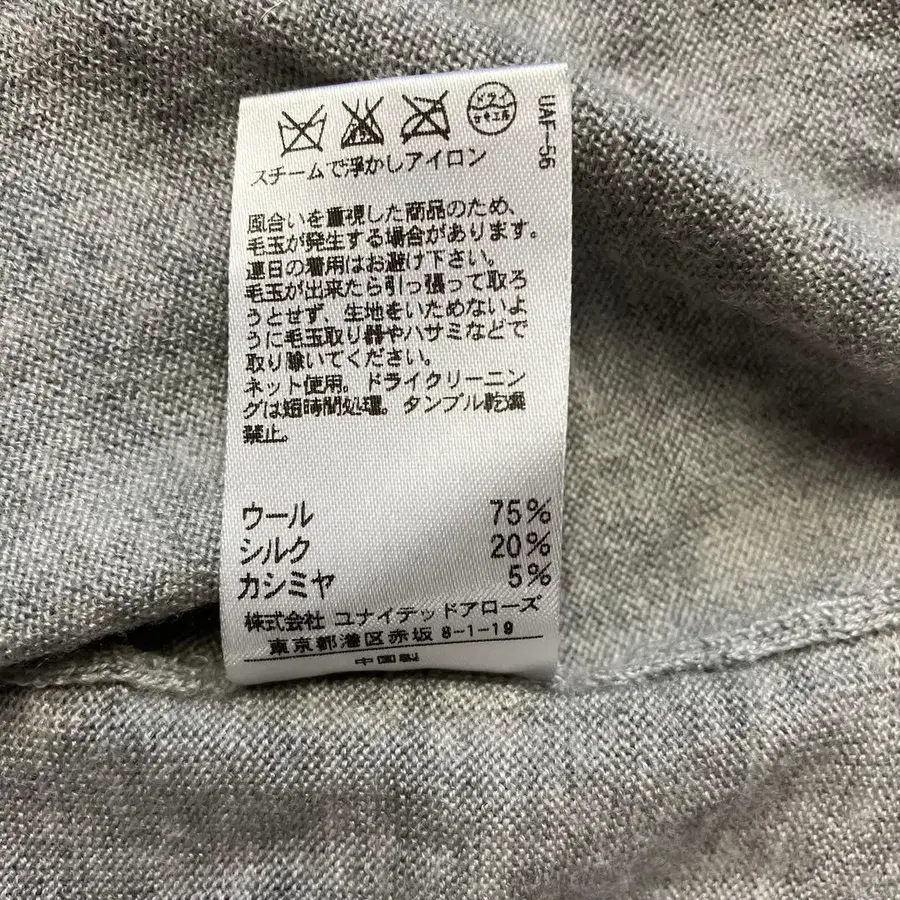 ドライ
セキユ系
UAF-56
スチームで浮かしアイロン
風合いを重視した商品のため、
毛玉が発生する場合があります。
連日の着用はお避け下さい。
毛玉が出来たら引っ張って取ろ
うとせず、生地をいためないよ
うに毛玉取り器やハサミなどで
取り除いてください。
ネット使用。ドライクリーニン
グは短時間処理。タンブル乾燥
禁止。
ウール 75%
シルク 20%
カシミヤ 5%
株式会社 ユナイテッドアローズ
東京都港区赤坂 8-1-19
中国製